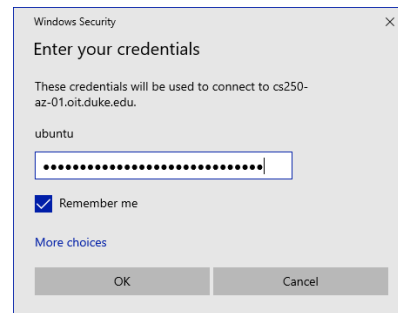 Windows Security
Enter your credentials
These credentials will be used to connect to cs250-
az-01.oit.duke.edu.
ubuntu
••••••••••••••••••••••••••••••
Remember me
More choices
OK Cancel